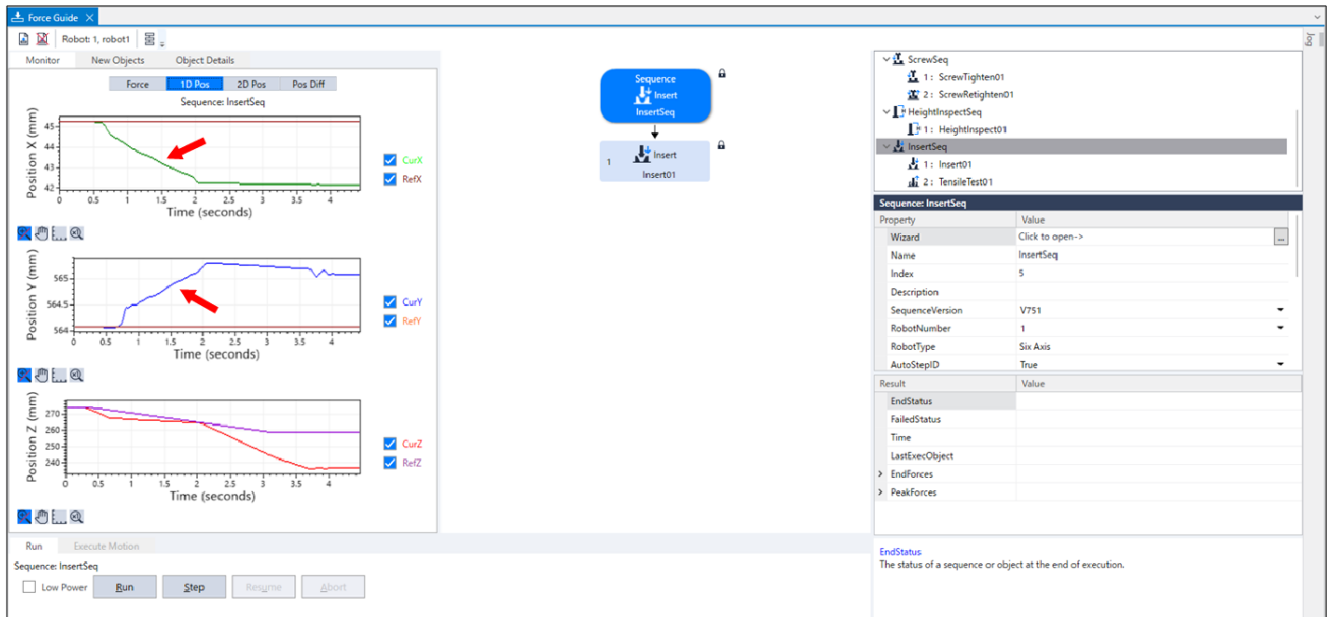 Force Guide
Robot: 1, robot1
Jog
Monitor New Objects Object Details
Force 1D Pos 2D Pos Pos Diff
Sequence: InsertSeq
Position X (mm)
45
44
43
42
0 0.5 1 1.5 2 2.5 3 3.5 4
Time (seconds)
CurX
RefX
Position Y (mm)
565
564.5
564
0 0.5 1 1.5 2 2.5 3 3.5 4
Time (seconds)
CurY
RefY
Position Z (mm)
270
260
250
240
0 0.5 1 1.5 2 2.5 3 3.5 4
Time (seconds)
CurZ
RefZ
Sequence
Insert
InsertSeq
1 Insert
Insert01
ScrewSeq
1: ScrewTighten01
2: ScrewRetighten01
HeightInspectSeq
1: HeightInspect01
InsertSeq
1: Insert01
2: TensileTest01
Sequence: InsertSeq
Property Value
Wizard Click to open-> ...
Name InsertSeq
Index 5
Description
SequenceVersion V751
RobotNumber 1
RobotType Six Axis
AutoStepID True
Result Value
EndStatus
FailedStatus
Time
LastExecObject
EndForces
PeakForces
EndStatus
The status of a sequence or object at the end of execution.
Run Execute Motion
Sequence: InsertSeq
Low Power Run Step Resume Abort